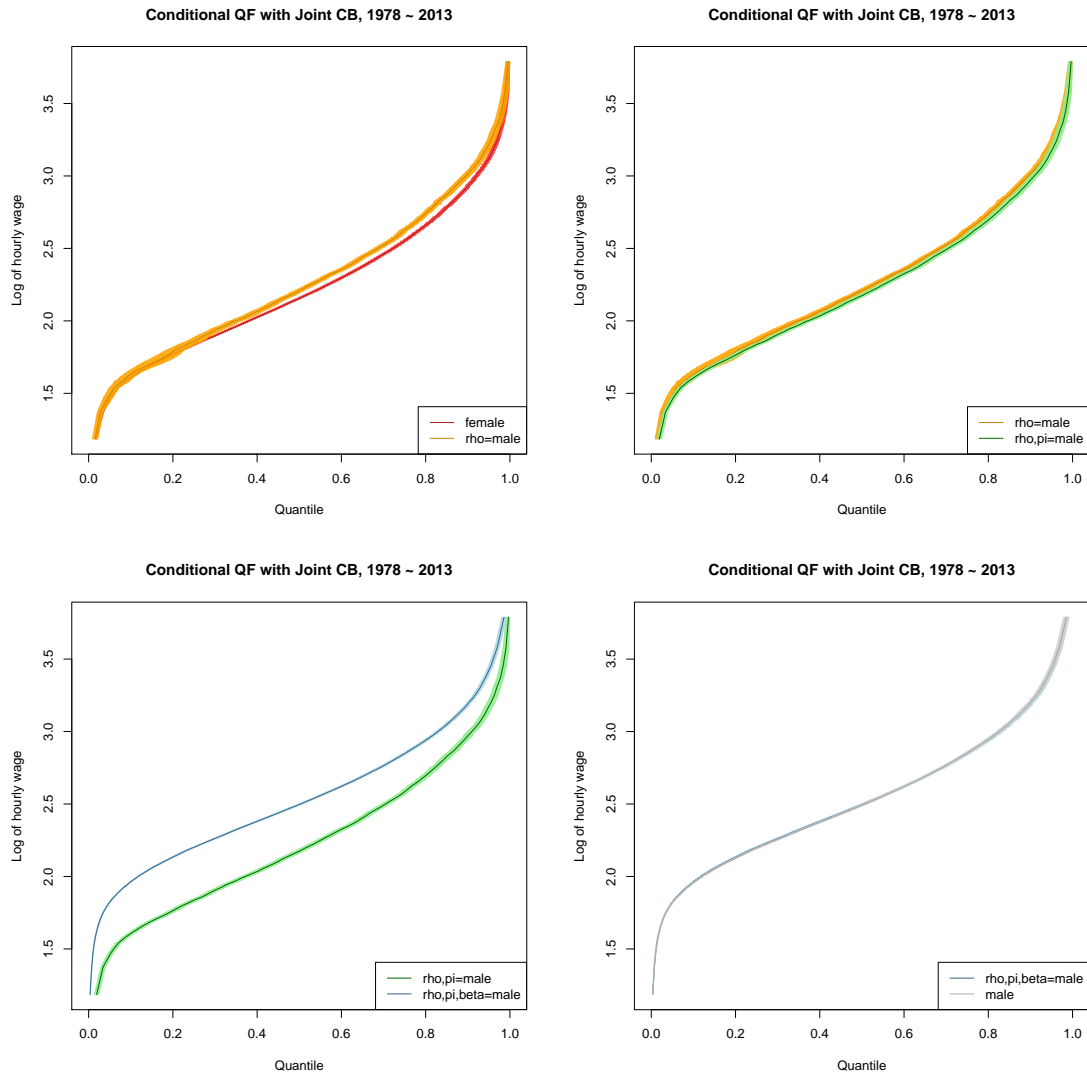 Conditional QF with Joint CB, 1978 ~ 2013
Log of hourly wage
3.5
3.0
2.5
2.0
1.5
female
rho=male
0.0 0.2 0.4 0.6 0.8 1.0
Quantile
Conditional QF with Joint CB, 1978 ~ 2013
Log of hourly wage
3.5
3.0
2.5
2.0
1.5
rho=male
rho,pi=male
0.0 0.2 0.4 0.6 0.8 1.0
Quantile
Conditional QF with Joint CB, 1978 ~ 2013
Log of hourly wage
3.5
3.0
2.5
2.0
1.5
rho,pi=male
rho,pi,beta=male
0.0 0.2 0.4 0.6 0.8 1.0
Quantile
Conditional QF with Joint CB, 1978 ~ 2013
Log of hourly wage
3.5
3.0
2.5
2.0
1.5
rho,pi,beta=male
male
0.0 0.2 0.4 0.6 0.8 1.0
Quantile